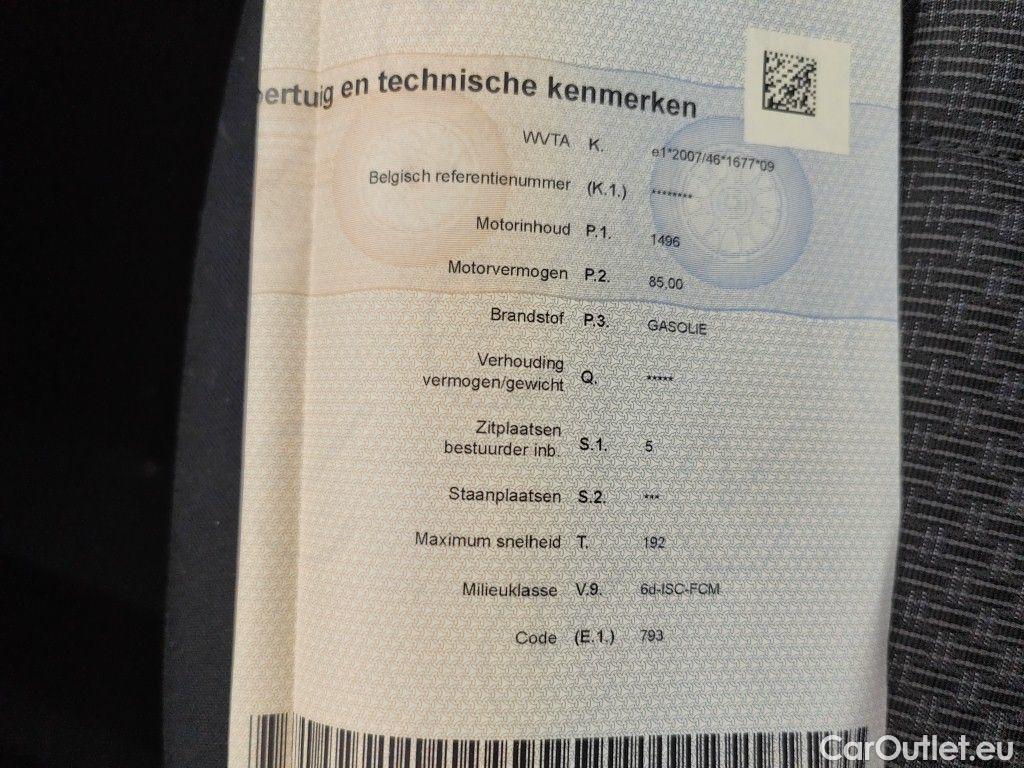 ertuig en technische kenmerken
WVTA K. e1*2007/46*1677*09
Belgisch referentienummer (K.1.) ********
Motorinhoud P.1. 1496
Motorvermogen P.2. 85,00
Brandstof P.3. GASOLIE
Verhouding
vermogen/gewicht Q. *****
Zitplaatsen
bestuurder inb. S.1. 5
Staanplaatsen S.2. ***
Maximum snelheid T. 192
Milieuklasse V.9. 6d-ISC-FCM
Code (E.1.) 793
CarOutlet.eu